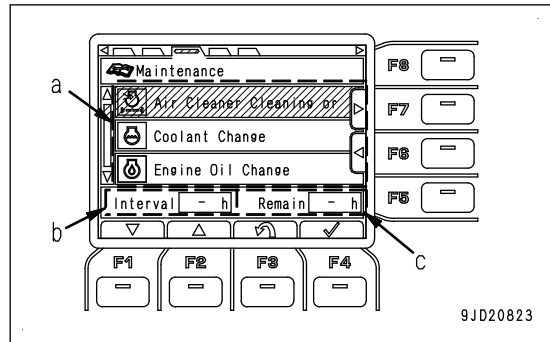 Maintenance
F8
a
Air Cleaner Cleaning or
F7
Coolant Change
F6
Engine Oil Change
F5
b
Interval - h Remain - h
C
F1 F2 F3 F4
9JD20823